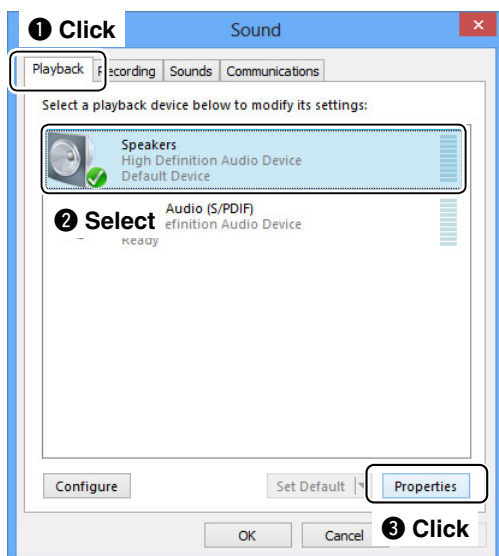 ❶ Click
Sound
Playback Recording Sounds Communications
Select a playback device below to modify its settings:
Speakers
High Definition Audio Device
Default Device
❷ Select
Audio (S/PDIF)
efinition Audio Device
Ready
Configure Set Default Properties
OK Cancel
❸ Click